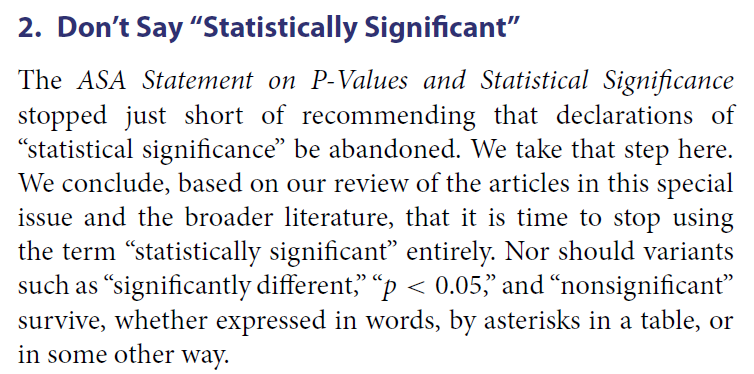 2. Don’t Say “Statistically Significant”
The ASA Statement on P-Values and Statistical Significance
stopped just short of recommending that declarations of
“statistical significance” be abandoned. We take that step here.
We conclude, based on our review of the articles in this special
issue and the broader literature, that it is time to stop using
the term “statistically significant” entirely. Nor should variants
such as “significantly different,” “p < 0.05,” and “nonsignificant”
survive, whether expressed in words, by asterisks in a table, or
in some other way.